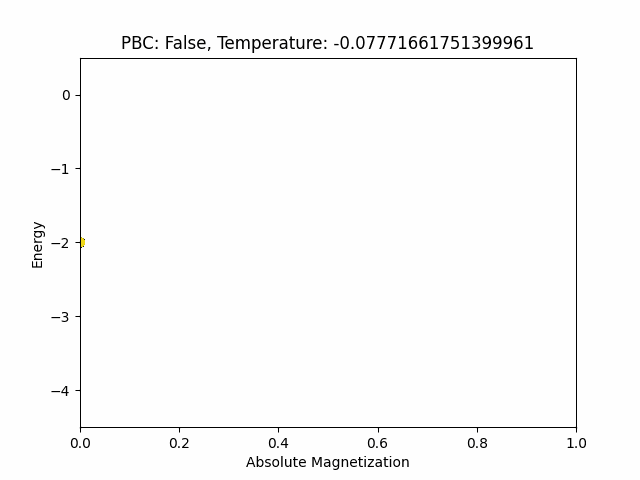 PBC: False, Temperature: -0.07771661751399961
0
−1
−2
−3
−4
Energy
0.0 0.2 0.4 0.6 0.8 1.0
Absolute Magnetization